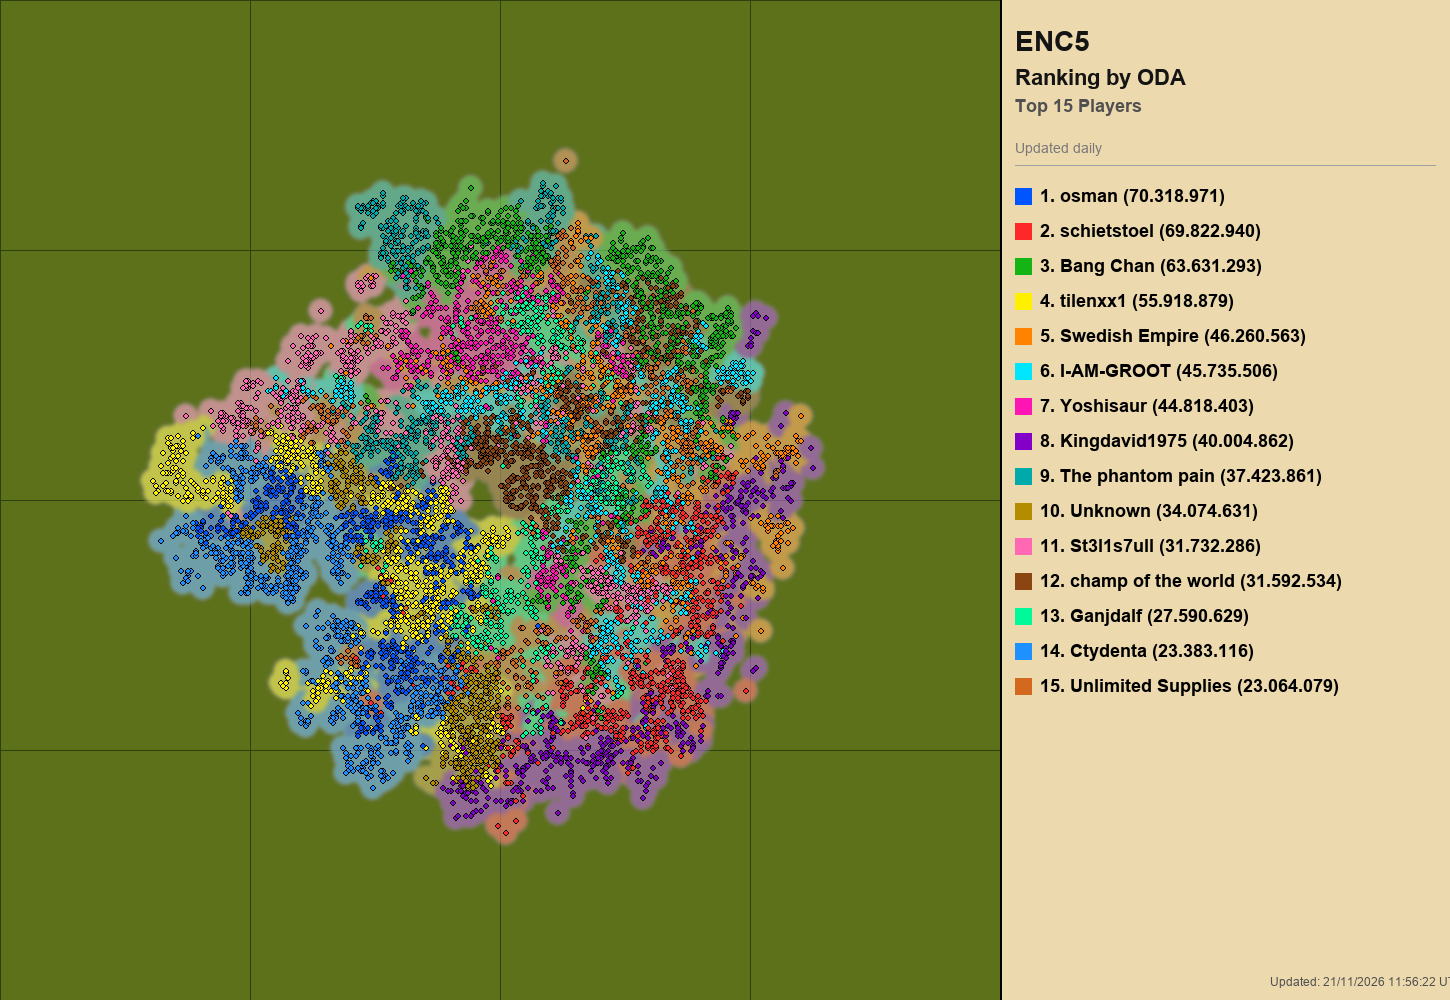 ENC5
Ranking by ODA
Top 15 Players
Updated daily
1. osman (70.318.971)
2. schietstoel (69.822.940)
3. Bang Chan (63.631.293)
4. tilenxx1 (55.918.879)
5. Swedish Empire (46.260.563)
6. I-AM-GROOT (45.735.506)
7. Yoshisaur (44.818.403)
8. Kingdavid1975 (40.004.862)
9. The phantom pain (37.423.861)
10. Unknown (34.074.631)
11. St3l1s7ull (31.732.286)
12. champ of the world (31.592.534)
13. Ganjdalf (27.590.629)
14. Ctydenta (23.383.116)
15. Unlimited Supplies (23.064.079)
Updated: 21/11/2026 11:56:22